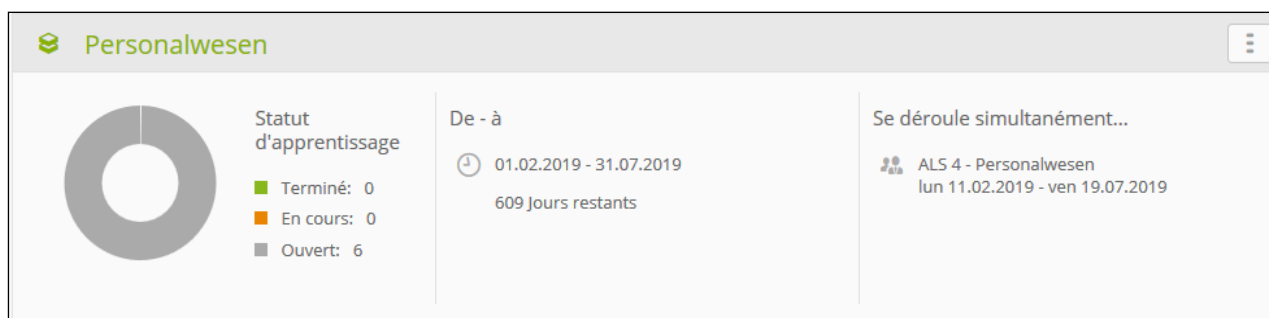 Personalwesen
Statut
d'apprentissage
Terminé: 0
En cours: 0
Ouvert: 6
De - à
01.02.2019 - 31.07.2019
609 Jours restants
Se déroule simultanément...
ALS 4 - Personalwesen
lun 11.02.2019 - ven 19.07.2019